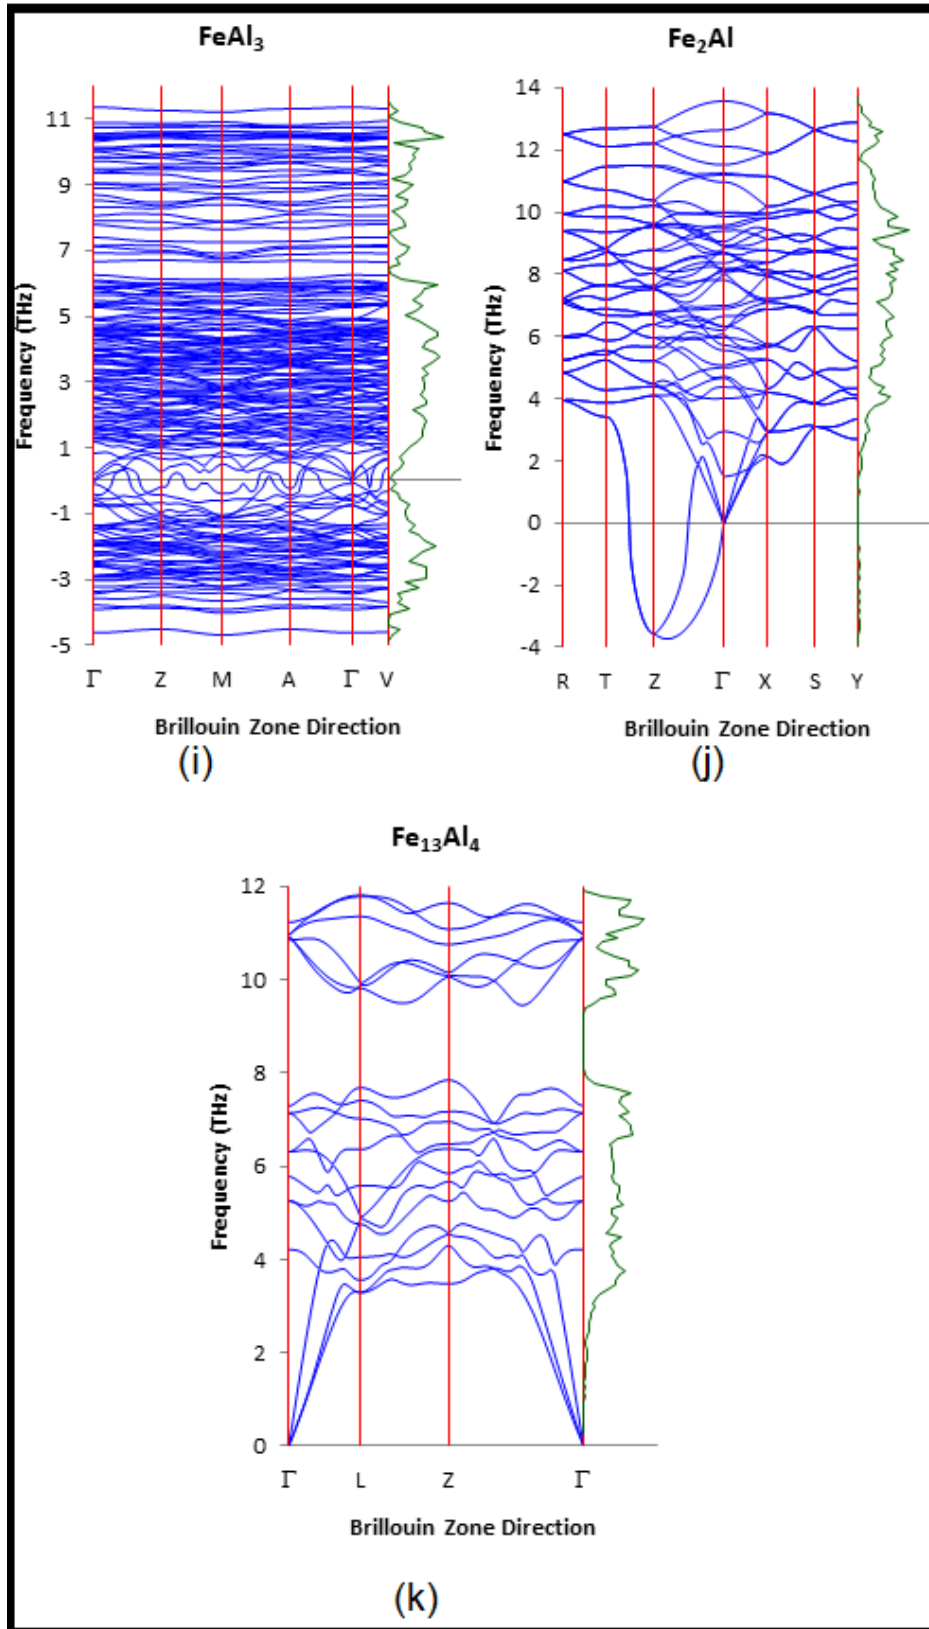 FeAl₃
Frequency (THz)
11
9
7
5
3
1
-1
-3
-5
Γ Z M A Γ V
Brillouin Zone Direction
(i)
Fe₂Al
Frequency (THz)
14
12
10
8
6
4
2
0
-2
-4
R T Z Γ X S Y
Brillouin Zone Direction
(j)
Fe₁₃Al₄
Frequency (THz)
12
10
8
6
4
2
0
Γ L Z Γ
Brillouin Zone Direction
(k)